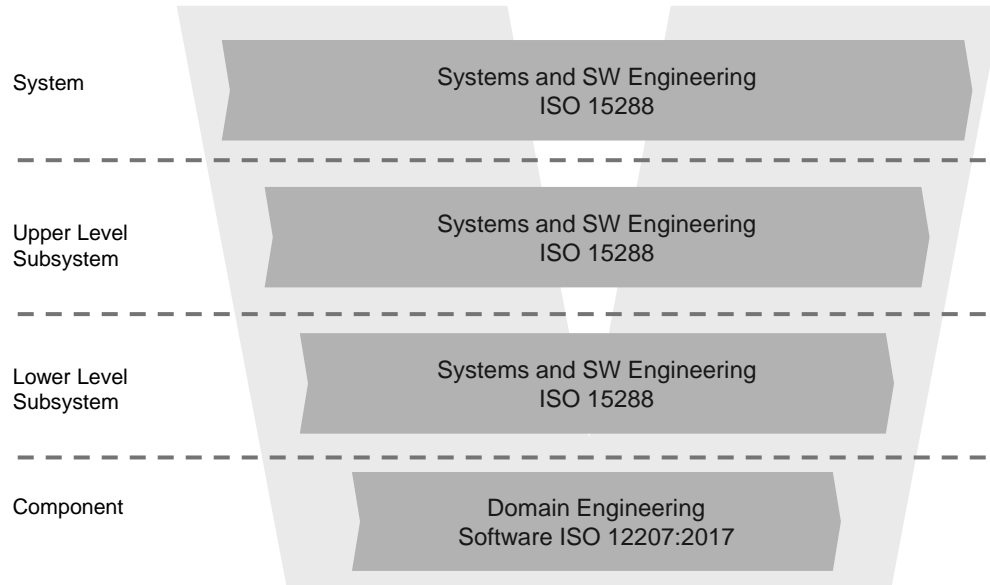 System
Systems and SW Engineering
ISO 15288
Upper Level
Subsystem
Systems and SW Engineering
ISO 15288
Lower Level
Subsystem
Systems and SW Engineering
ISO 15288
Component
Domain Engineering
Software ISO 12207:2017